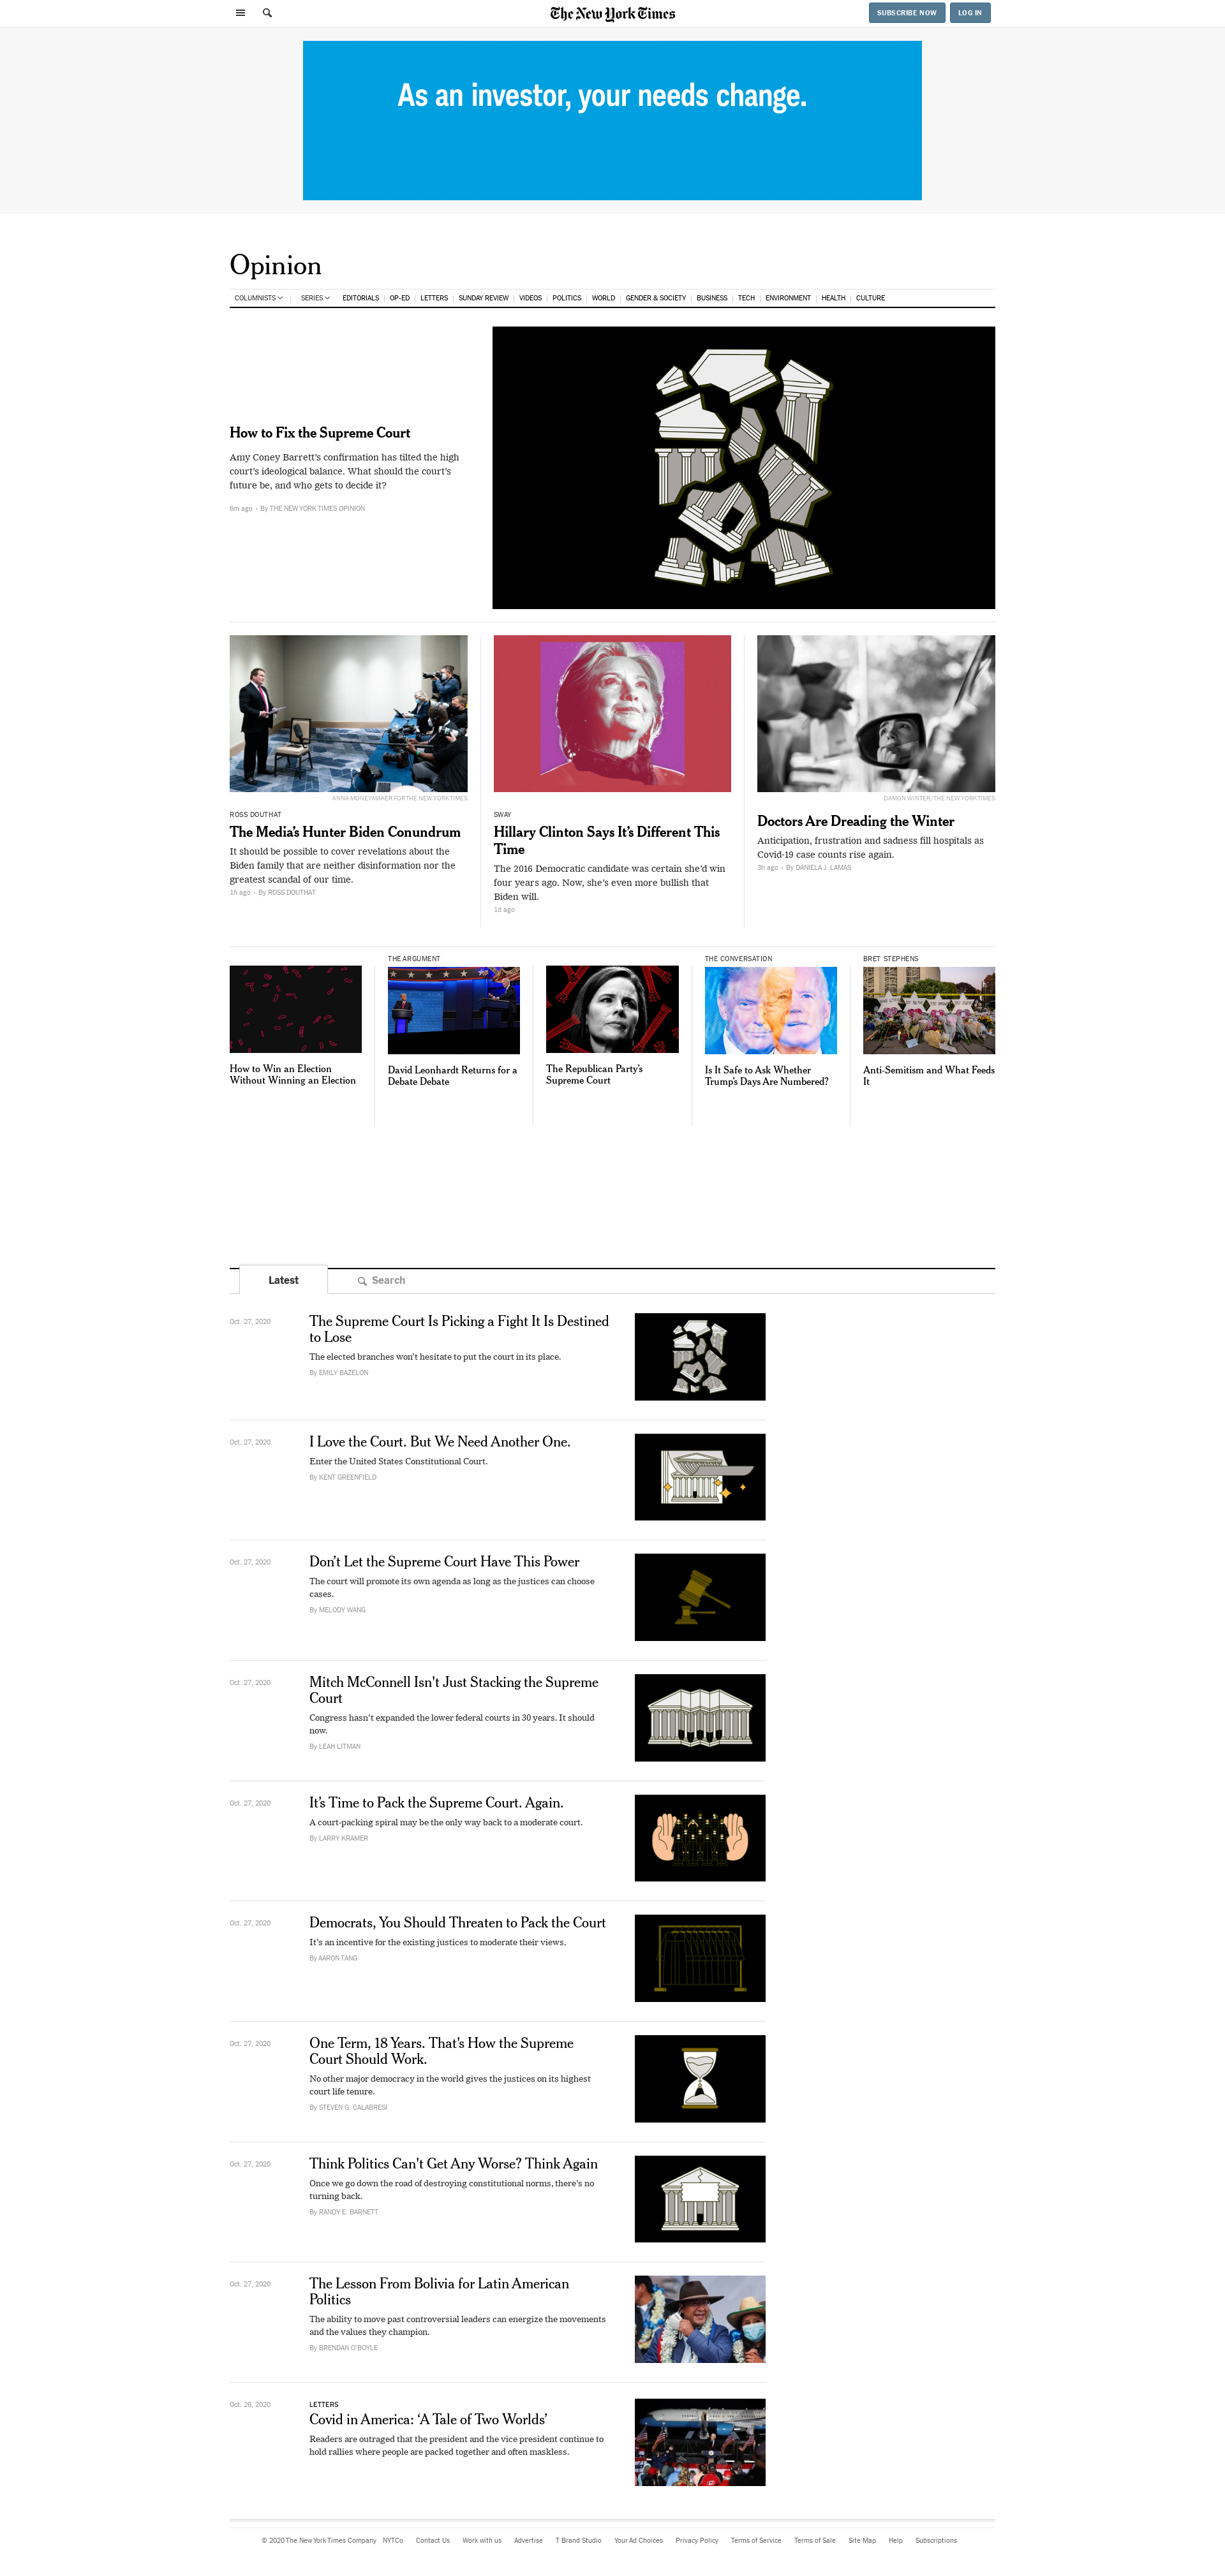 The New York Times
SUBSCRIBE NOW
LOG IN
As an investor, your needs change.
Opinion
COLUMNISTS SERIES EDITORIALS OP-ED LETTERS SUNDAY REVIEW VIDEOS POLITICS WORLD GENDER & SOCIETY BUSINESS TECH ENVIRONMENT HEALTH CULTURE
How to Fix the Supreme Court
Amy Coney Barrett's confirmation has tilted the high
court's ideological balance. What should the court's
future be, and who gets to decide it?
6m ago • By THE NEW YORK TIMES OPINION
ANNA MONEYMAKER FOR THE NEW YORK TIMES
ROSS DOUTHAT
The Media's Hunter Biden Conundrum
It should be possible to cover revelations about the
Biden family that are neither disinformation nor the
greatest scandal of our time.
1h ago • By ROSS DOUTHAT
SWAY
Hillary Clinton Says It's Different This
Time
The 2016 Democratic candidate was certain she'd win
four years ago. Now, she's even more bullish that
Biden will.
1d ago
DAMON WINTER/THE NEW YORK TIMES
Doctors Are Dreading the Winter
Anticipation, frustration and sadness fill hospitals as
Covid-19 case counts rise again.
3h ago • By DANIELA J. LAMAS
How to Win an Election
Without Winning an Election
THE ARGUMENT
David Leonhardt Returns for a
Debate Debate
The Republican Party's
Supreme Court
THE CONVERSATION
Is It Safe to Ask Whether
Trump's Days Are Numbered?
BRET STEPHENS
Anti-Semitism and What Feeds
It
Latest
Search
Oct. 27, 2020
The Supreme Court Is Picking a Fight It Is Destined
to Lose
The elected branches won't hesitate to put the court in its place.
By EMILY BAZELON
Oct. 27, 2020
I Love the Court. But We Need Another One.
Enter the United States Constitutional Court.
By KENT GREENFIELD
Oct. 27, 2020
Don't Let the Supreme Court Have This Power
The court will promote its own agenda as long as the justices can choose
cases.
By MELODY WANG
Oct. 27, 2020
Mitch McConnell Isn't Just Stacking the Supreme
Court
Congress hasn't expanded the lower federal courts in 30 years. It should
now.
By LEAH LITMAN
Oct. 27, 2020
It's Time to Pack the Supreme Court. Again.
A court-packing spiral may be the only way back to a moderate court.
By LARRY KRAMER
Oct. 27, 2020
Democrats, You Should Threaten to Pack the Court
It's an incentive for the existing justices to moderate their views.
By AARON TANG
Oct. 27, 2020
One Term, 18 Years. That's How the Supreme
Court Should Work.
No other major democracy in the world gives the justices on its highest
court life tenure.
By STEVEN G. CALABRESI
Oct. 27, 2020
Think Politics Can't Get Any Worse? Think Again
Once we go down the road of destroying constitutional norms, there's no
turning back.
By RANDY E. BARNETT
Oct. 27, 2020
The Lesson From Bolivia for Latin American
Politics
The ability to move past controversial leaders can energize the movements
and the values they champion.
By BRENDAN O'BOYLE
Oct. 26, 2020
LETTERS
Covid in America: 'A Tale of Two Worlds'
Readers are outraged that the president and the vice president continue to
hold rallies where people are packed together and often maskless.
© 2020 The New York Times Company NYTCo Contact Us Work with us Advertise T Brand Studio Your Ad Choices Privacy Policy Terms of Service Terms of Sale Site Map Help Subscriptions